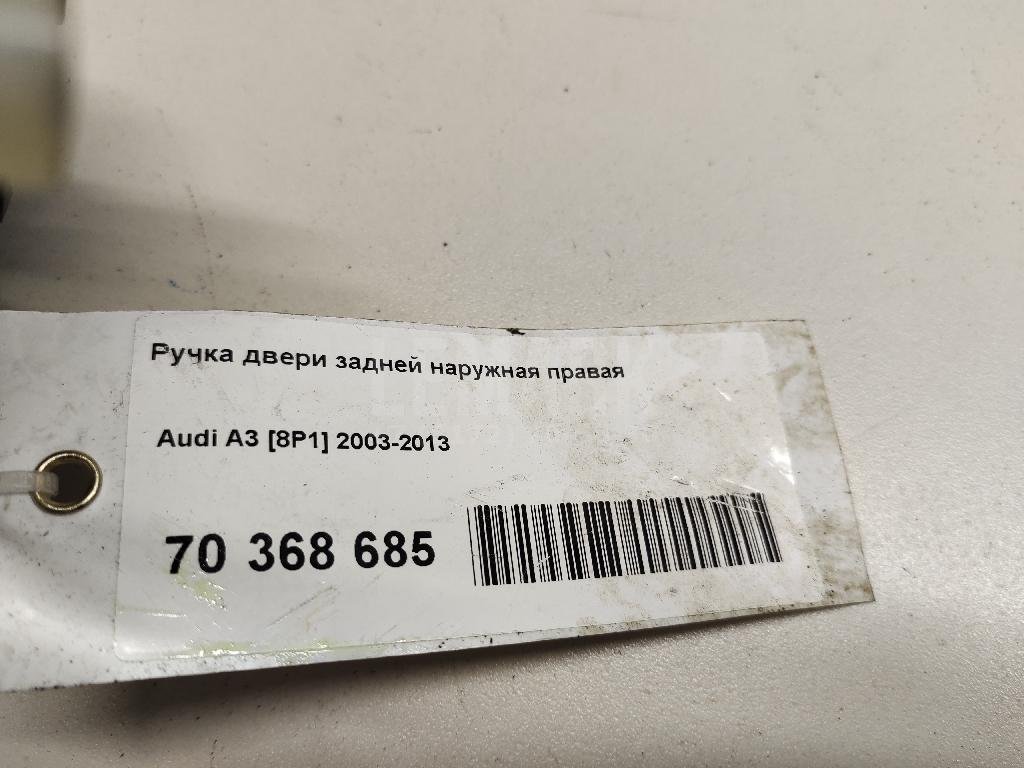 Ручка двери задней наружная правая
Audi A3 [8P1] 2003-2013
70 368 685